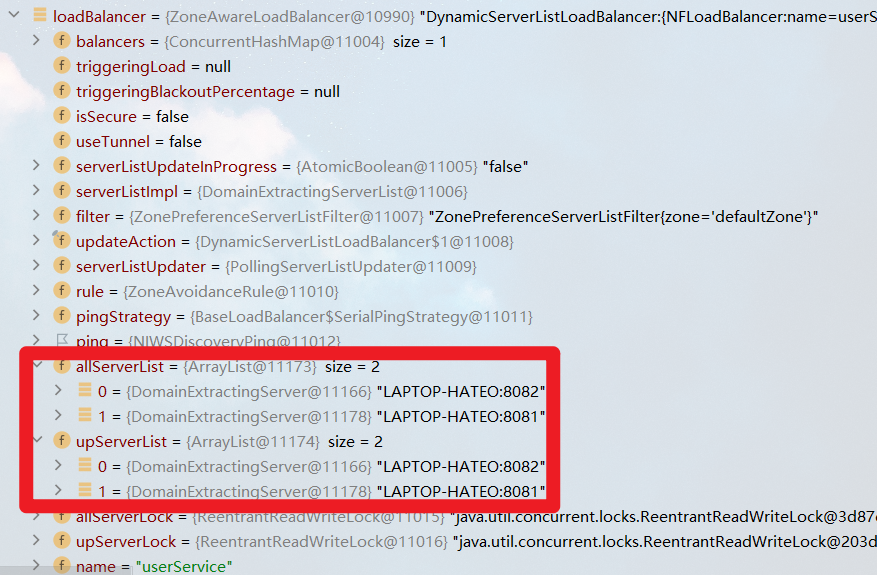 loadBalancer = {ZoneAwareLoadBalancer@10990} "DynamicServerListLoadBalancer:{NFLoadBalancer:name=userS
f balancers = {ConcurrentHashMap@11004} size = 1
f triggeringLoad = null
f triggeringBlackoutPercentage = null
f isSecure = false
f useTunnel = false
f serverListUpdateInProgress = {AtomicBoolean@11005} "false"
f serverListImpl = {DomainExtractingServerList@11006}
f filter = {ZonePreferenceServerListFilter@11007} "ZonePreferenceServerListFilter{zone='defaultZone'}"
f updateAction = {DynamicServerListLoadBalancer$1@11008}
f serverListUpdater = {PollingServerListUpdater@11009}
f rule = {ZoneAvoidanceRule@11010}
f pingStrategy = {BaseLoadBalancer$SerialPingStrategy@11011}
ping = {NIWSDiscoveryPing@11012}
f allServerList = {ArrayList@11173} size = 2
0 = {DomainExtractingServer@11166} "LAPTOP-HATEO:8082"
1 = {DomainExtractingServer@11178} "LAPTOP-HATEO:8081"
f upServerList = {ArrayList@11174} size = 2
0 = {DomainExtractingServer@11166} "LAPTOP-HATEO:8082"
1 = {DomainExtractingServer@11178} "LAPTOP-HATEO:8081"
f allServerLock = {ReentrantReadWriteLock@11015} "java.util.concurrent.locks.ReentrantReadWriteLock@3d87
f upServerLock = {ReentrantReadWriteLock@11016} "java.util.concurrent.locks.ReentrantReadWriteLock@203d
f name = "userService"